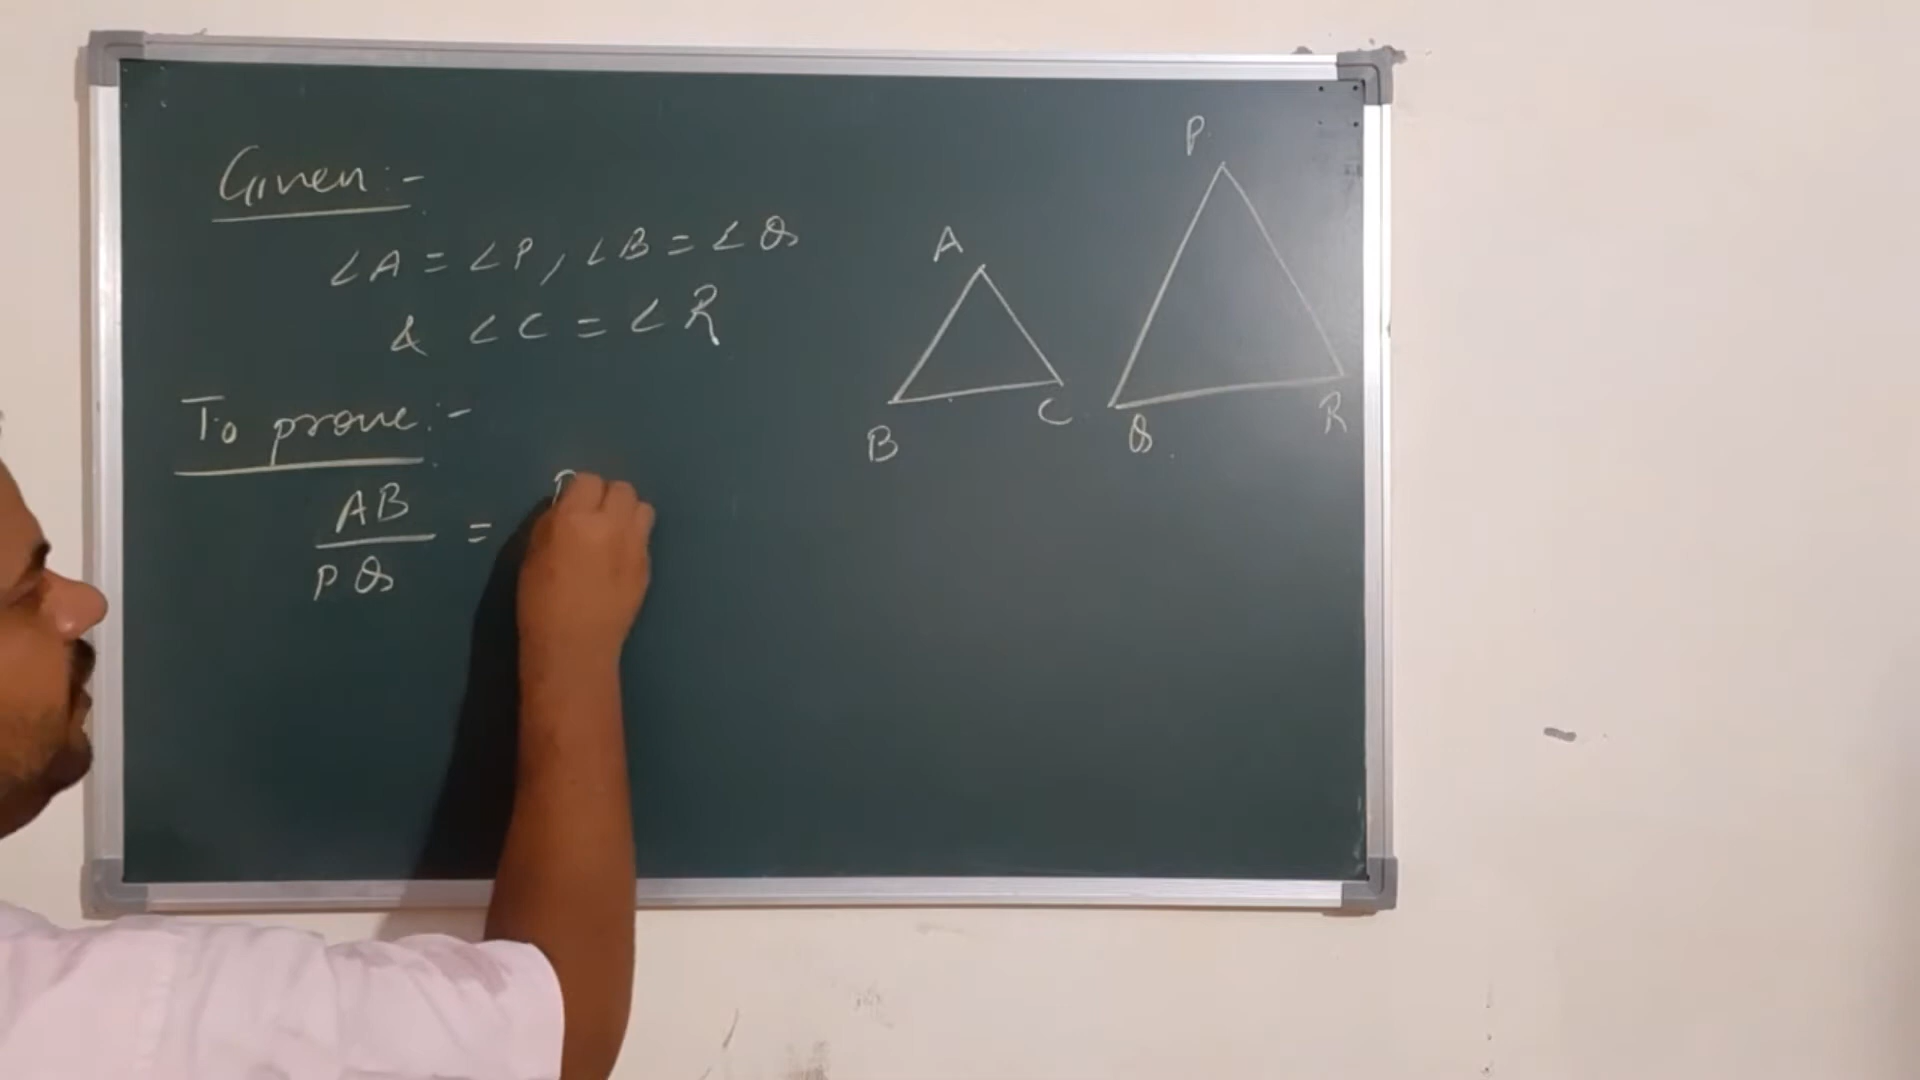 Given :-
∠A = ∠P, ∠B = ∠Q
& ∠C = ∠R
To prove :-
AB
PQ
=
P
A
B
C
Q
R